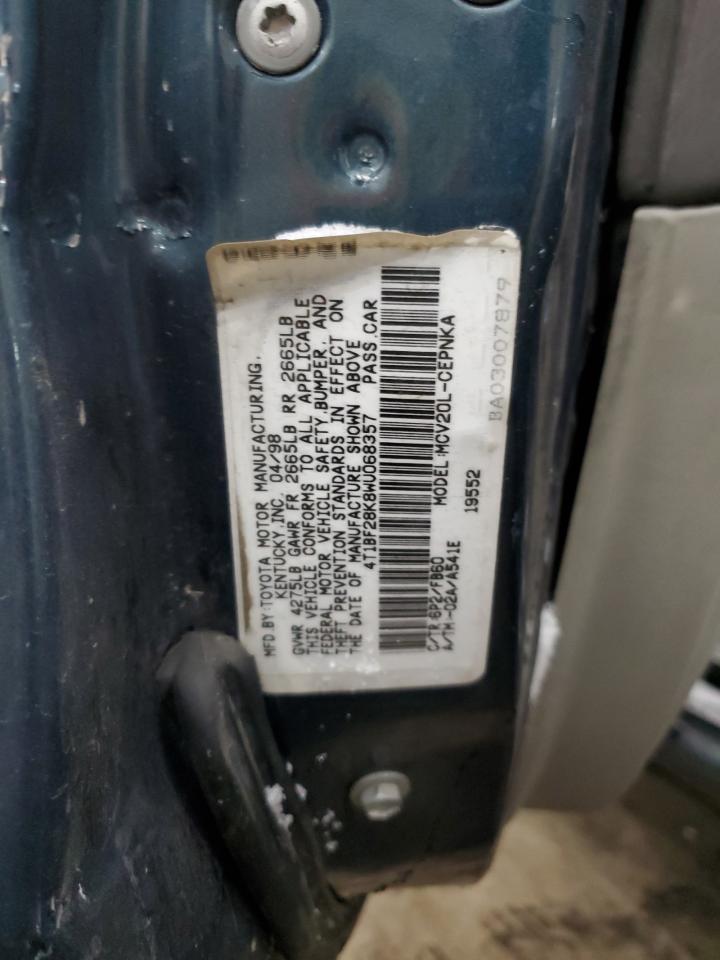 MFD.BY:TOYOTA MOTOR MANUFACTURING,
KENTUCKY,INC. 04/98
GVWR 4275LB GAWR FR 2665LB RR 2665LB
THIS VEHICLE CONFORMS TO ALL APPLICABLE
FEDERAL MOTOR VEHICLE SAFETY,BUMPER, AND
THEFT PREVENTION STANDARDS IN EFFECT ON
THE DATE OF MANUFACTURE SHOWN ABOVE
4T1BF28K8WU068357 PASS.CAR
C/TR:6P2/FB60 MODEL:MCV20L-CEPNKA
A/TM-02A/A541E 19552
BA03007879